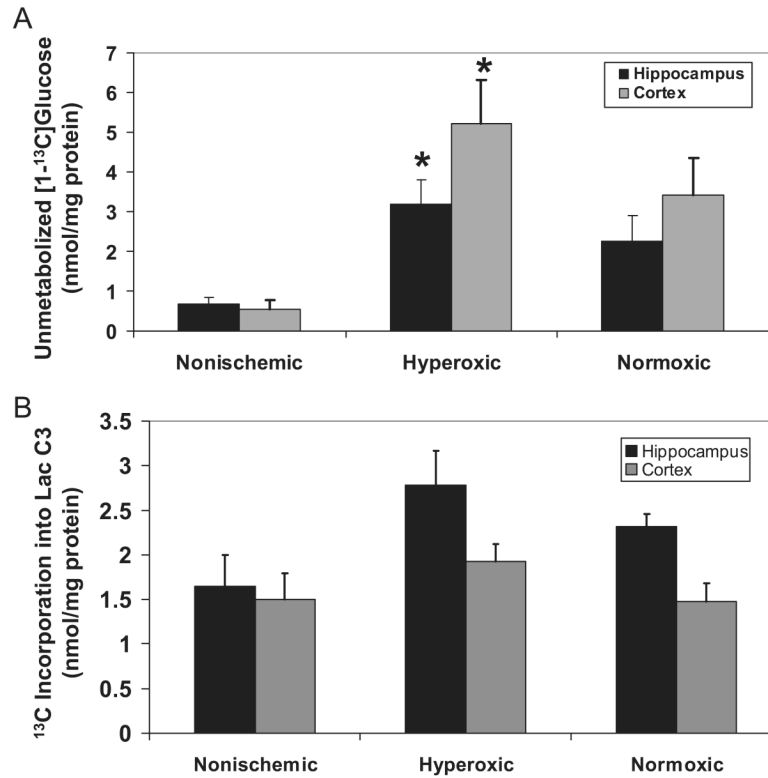 A
Unmetabolized [1-¹³C]Glucose
(nmol/mg protein)
7
6
5
4
3
2
1
0
Hippocampus
Cortex
*
*
Nonischemic Hyperoxic Normoxic
B
¹³C Incorporation into Lac C3
(nmol/mg protein)
3.5
3
2.5
2
1.5
1
0.5
0
Hippocampus
Cortex
Nonischemic Hyperoxic Normoxic